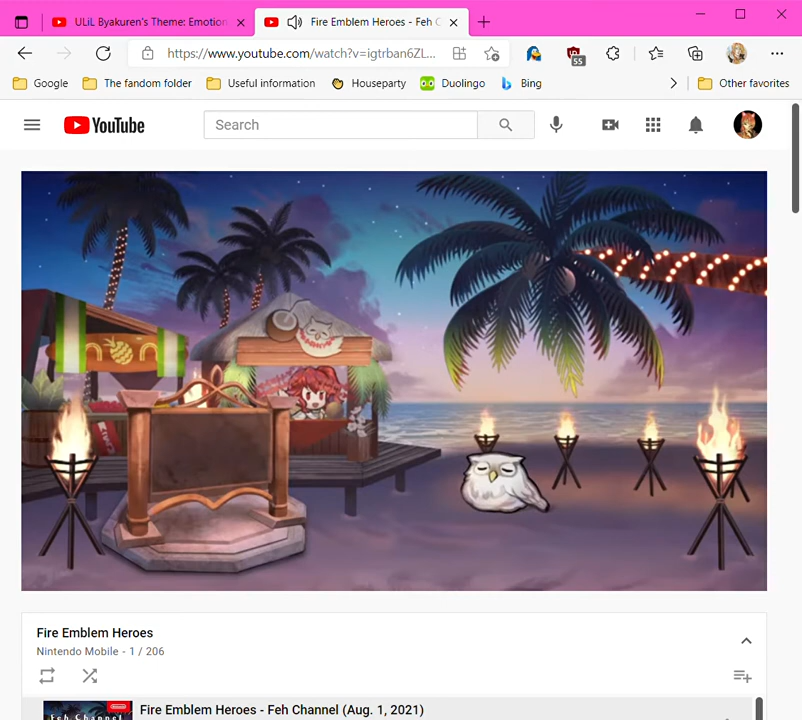 ULiL Byakuren's Theme: Emotion
Fire Emblem Heroes - Feh C
https://www.youtube.com/watch?v=igtrban6ZL...
55
Google
The fandom folder
Useful information
Houseparty
Duolingo
Bing
Other favorites
YouTube
Search
Fire Emblem Heroes
Nintendo Mobile - 1 / 206
Fire Emblem Heroes - Feh Channel (Aug. 1, 2021)
Feh Channel